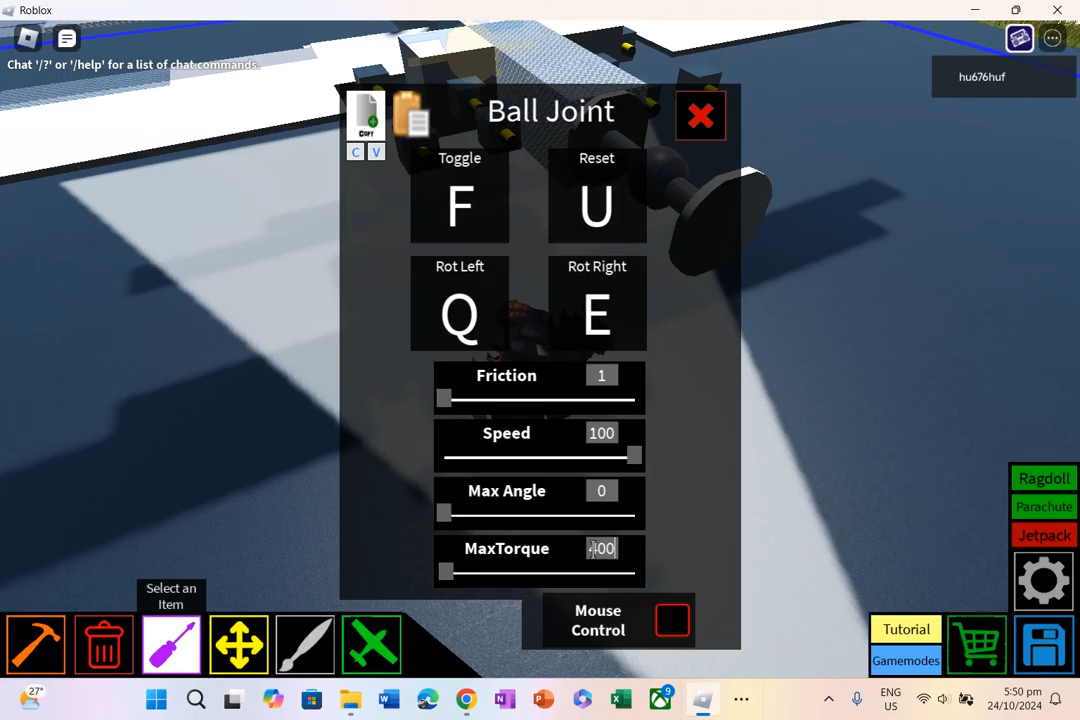 Roblox
Chat '/?' or '/help' for a list of chat commands.
hu676huf
COPY
C V
Ball Joint
Toggle
F
Reset
U
Rot Left
Q
Rot Right
E
Friction 1
Speed 100
Max Angle 0
MaxTorque 400
Mouse
Control
Ragdoll
Parachute
Jetpack
Select an
Item
Tutorial
Gamemodes
27°
9
ENG
US
5:50 pm
24/10/2024